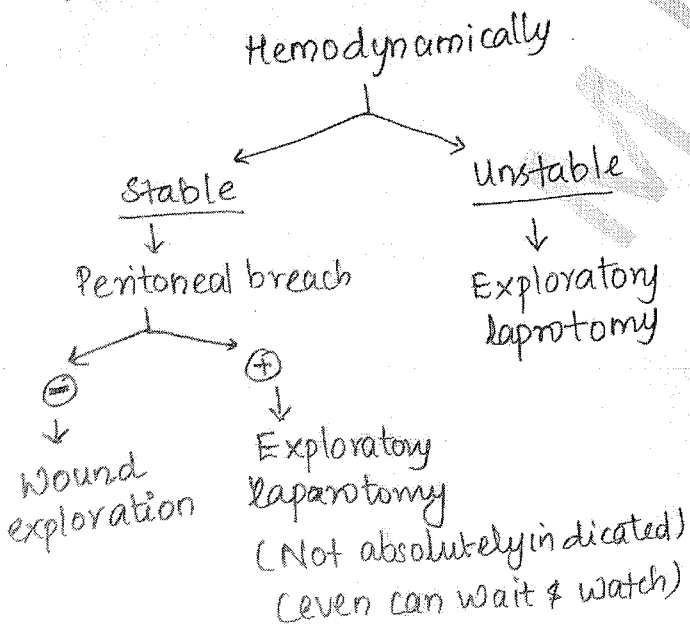 Hemodynamically
Stable
Unstable
Peritoneal breach
Exploratory
laprotomy
⊖
⊕
Wound
exploration
Exploratory
laparotomy
(Not absolutely indicated)
(even can wait & watch)